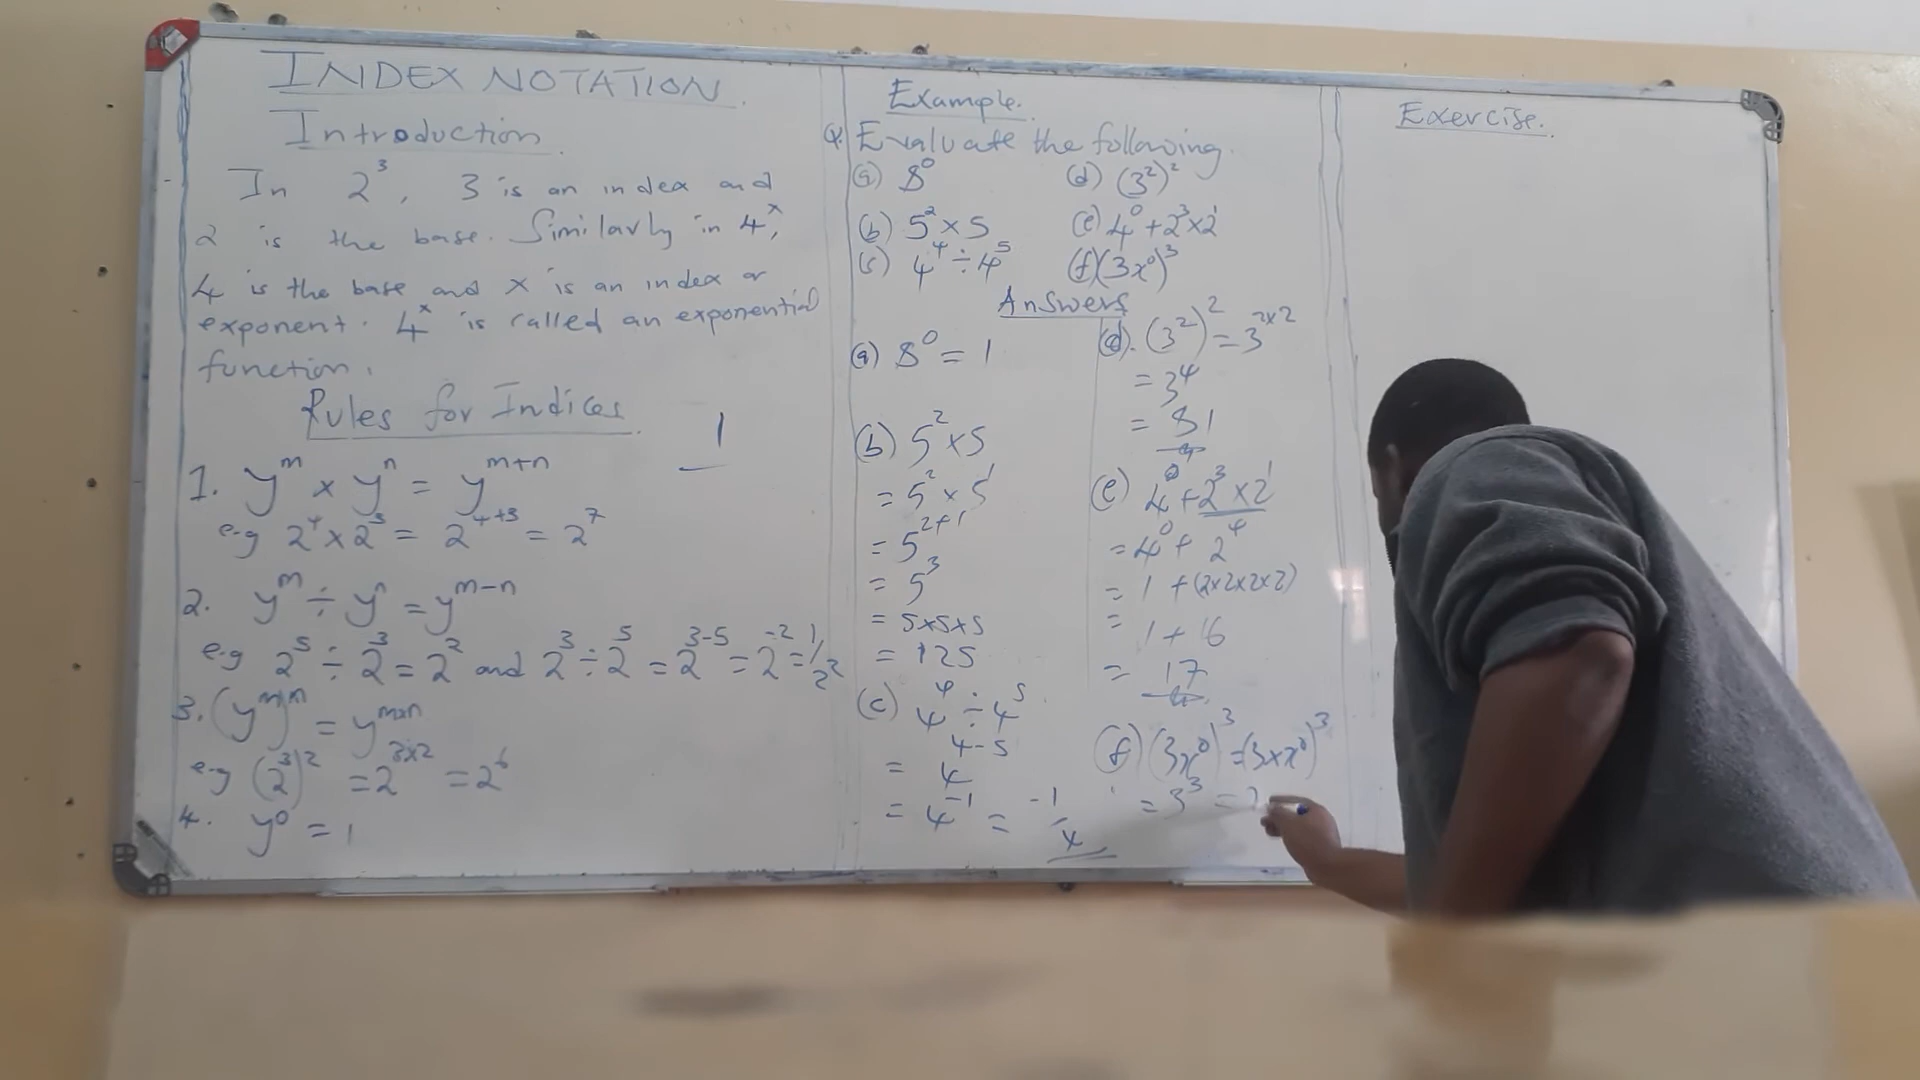 INDEX NOTATION
Introduction
In 2³, 3 is an index and
2 is the base. Similarly in 4ˣ,
4 is the base and x is an index or
exponent. 4ˣ is called an exponential
function.
Rules for Indices
1
1. yᵐ × yⁿ = yᵐ⁺ⁿ
e.g 2⁴ × 2³ = 2⁴⁺³ = 2⁷
2. yᵐ ÷ yⁿ = yᵐ⁻ⁿ
e.g 2⁵ ÷ 2³ = 2² and 2³ ÷ 2⁵ = 2³⁻⁵ = 2⁻² = 1/2²
3. (yᵐ)ⁿ = yᵐˣⁿ
e.g (2³)² = 2³ˣ² = 2⁶
4. y⁰ = 1
Example.
Q. Evaluate the following.
(a) 8⁰
(b) 5² × 5
(c) 4⁴ ÷ 4⁵
(d) (3²)²
(e) 4⁰ + 2³ × 2¹
(f) (3x⁰)³
Answers
(a) 8⁰ = 1
(b) 5² × 5
= 5² × 5¹
= 5²⁺¹
= 5³
= 5×5×5
= 125
(c) 4⁴ ÷ 4⁵
= 4⁴⁻⁵
= 4⁻¹ = -1/4
(d). (3²)² = 3²ˣ²
= 3⁴
= 81
(e) 4⁰ + 2³ × 2¹
= 4⁰ + 2⁴
= 1 + (2×2×2×2)
= 1 + 16
= 17
(f) (3x⁰)³ = (3×x⁰)³
= 3³ = 2
Exercise.